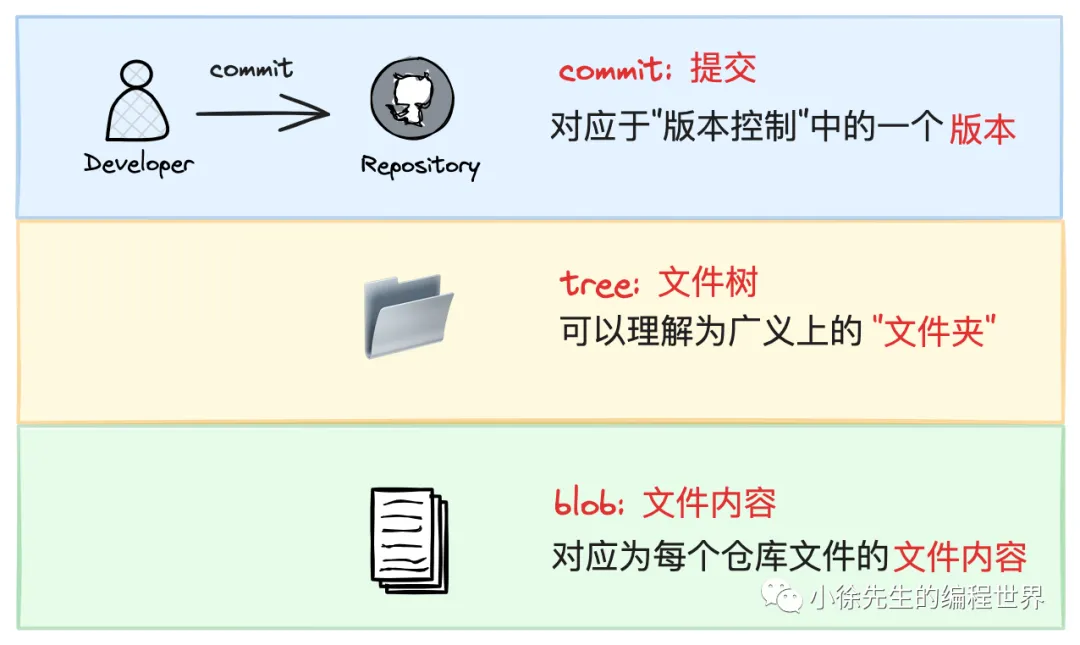 commit
Developer
Repository
commit: 提交
对应于"版本控制"中的一个 版本
tree: 文件树
可以理解为广义上的 "文件夹"
blob: 文件内容
对应为每个仓库文件的文件内容
小徐先生的编程世界